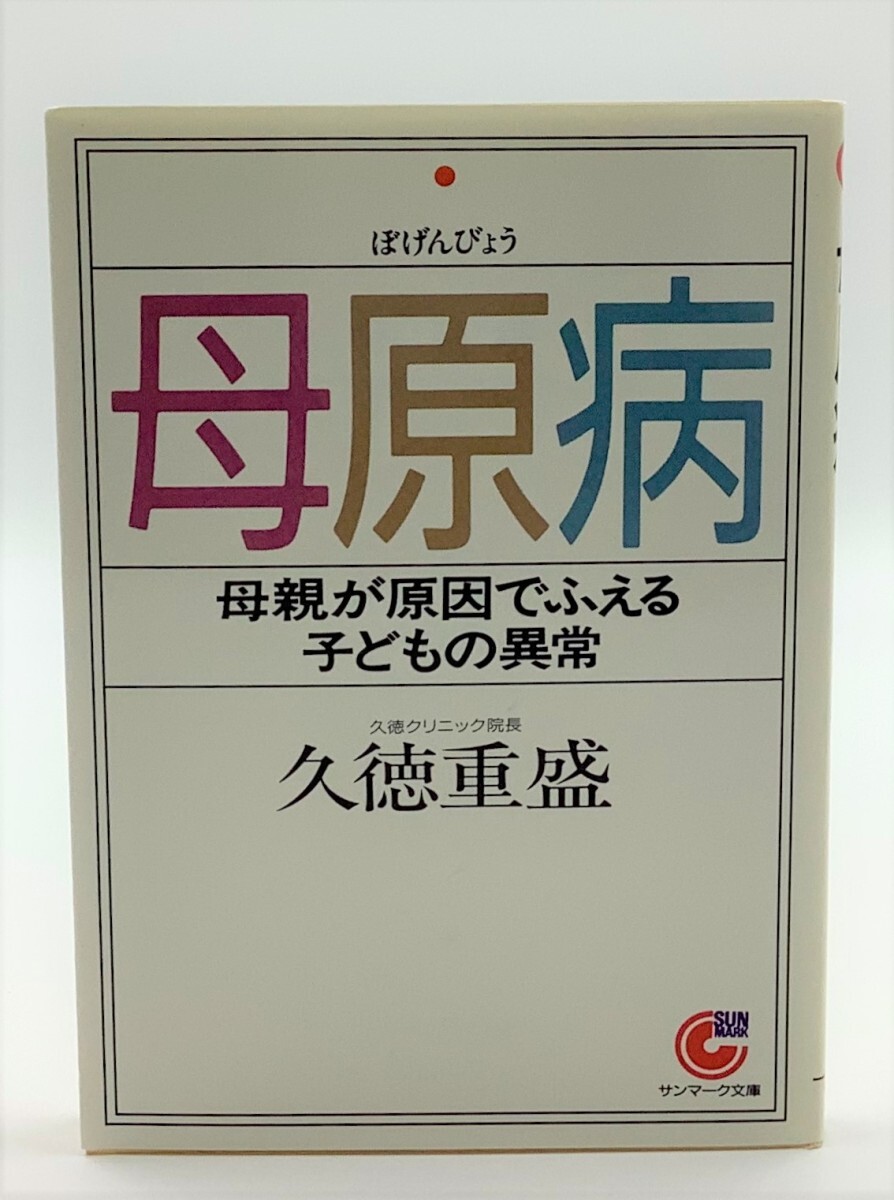 ぼげんびょう
母原病
母親が原因でふえる
子どもの異常
久徳クリニック院長
久徳重盛
SUN
MARK
サンマーク文庫